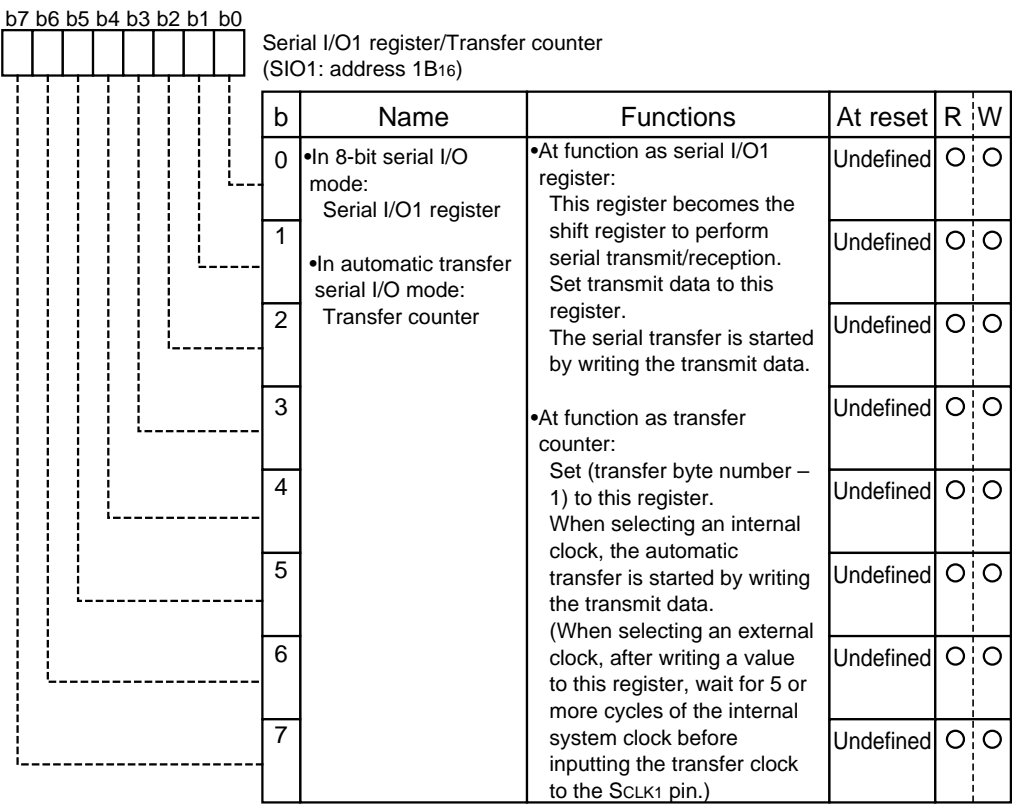 b7 b6 b5 b4 b3 b2 b1 b0
Serial I/O1 register/Transfer counter
(SIO1: address 1B16)
b Name Functions At reset R W
0
•In 8-bit serial I/O
mode:
Serial I/O1 register
•In automatic transfer
serial I/O mode:
Transfer counter
•At function as serial I/O1
register:
This register becomes the
shift register to perform
serial transmit/reception.
Set transmit data to this
register.
The serial transfer is started
by writing the transmit data.
•At function as transfer
counter:
Set (transfer byte number –
1) to this register.
When selecting an internal
clock, the automatic
transfer is started by writing
the transmit data.
(When selecting an external
clock, after writing a value
to this register, wait for 5 or
more cycles of the internal
system clock before
inputting the transfer clock
to the SCLK1 pin.)
Undefined ○ ○
1 Undefined ○ ○
2 Undefined ○ ○
3 Undefined ○ ○
4 Undefined ○ ○
5 Undefined ○ ○
6 Undefined ○ ○
7 Undefined ○ ○